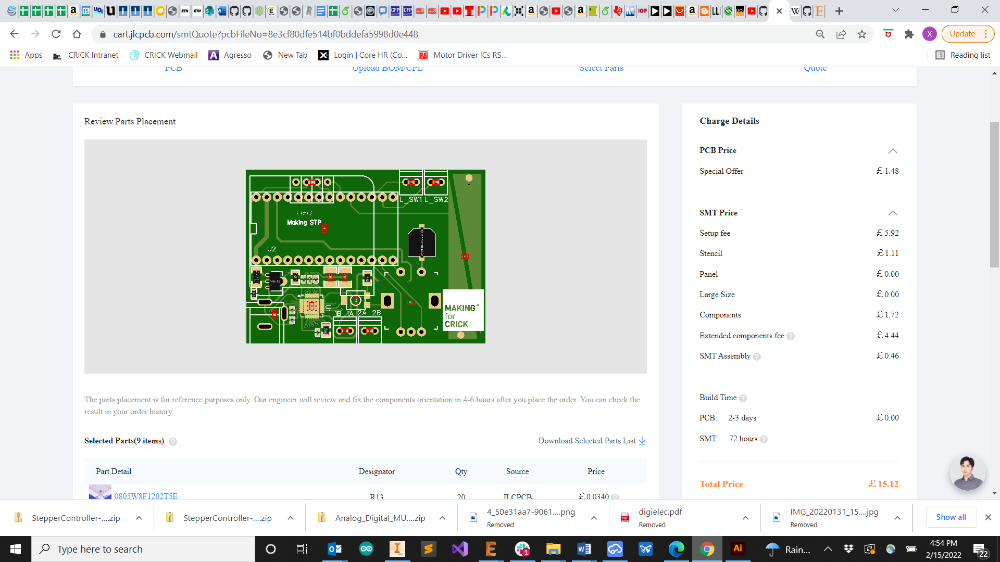 cart.jlcpcb.com/smtQuote?pcbFileNo=8e3cf80dfe514bf0bddefa5998d0e448
X
Update
Apps
CRICK Intranet
CRICK Webmail
Agresso
New Tab
Login | Core HR (Co...
Motor Driver ICs RS...
Reading list
PCB
Upload BOM/CPL
Select Parts
Quote
Review Parts Placement
L_SW1 L_SW2
Making STP
U2
1B 1A 2A 2B
U1
MAKING
for
CRICK
The parts placement is for reference purposes only. Our engineer will review and fix the components orientation in 4-6 hours after you place the order. You can check the
result in your order history.
Selected Parts(9 items)
Download Selected Parts List
Part Detail Designator Qty Source Price
0805W8F1202T5E R13 20 JLCPCB £0.0340
Charge Details
PCB Price
Special Offer £1.48
SMT Price
Setup fee £5.92
Stencil £1.11
Panel £0.00
Large Size £0.00
Components £1.72
Extended components fee £4.44
SMT Assembly £0.46
Build Time
PCB: 2-3 days £0.00
SMT: 72 hours
Total Price £15.12
StepperController-....zip
StepperController-....zip
Analog_Digital_MU....zip
4_50e31aa7-9061....png
Removed
digielec.pdf
Removed
IMG_20220131_15....jpg
Removed
Show all
Type here to search
Rain...
4:54 PM
2/15/2022
22